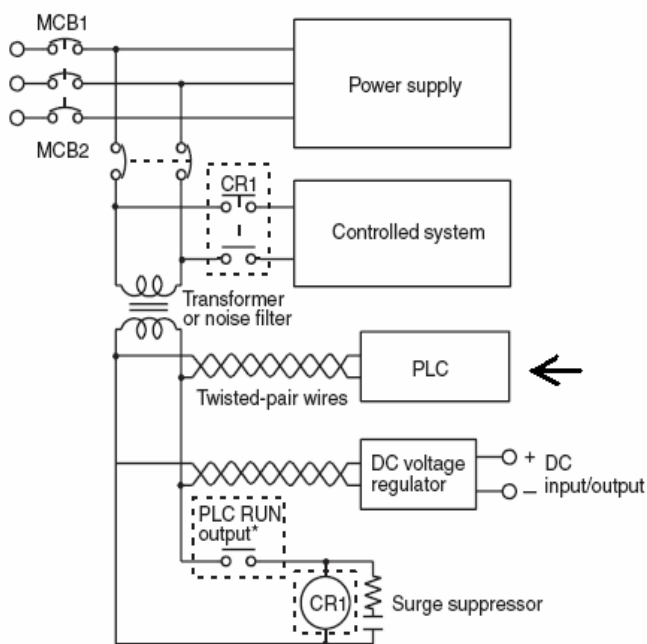 MCB1
Power supply
MCB2
CR1
Controlled system
Transformer
or noise filter
PLC
Twisted-pair wires
DC voltage
regulator
+
–
DC
input/output
PLC RUN
output*
CR1
Surge suppressor